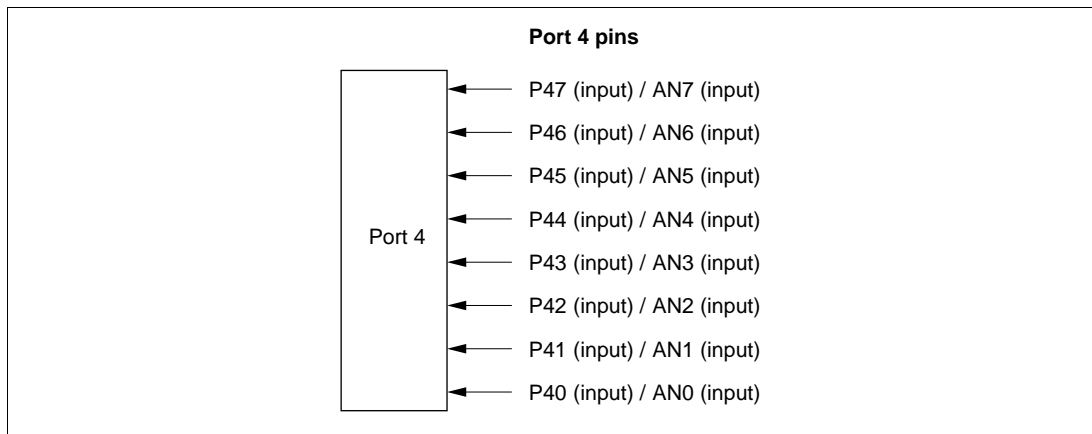 Port 4 pins
P47 (input) / AN7 (input)
P46 (input) / AN6 (input)
P45 (input) / AN5 (input)
P44 (input) / AN4 (input)
Port 4
P43 (input) / AN3 (input)
P42 (input) / AN2 (input)
P41 (input) / AN1 (input)
P40 (input) / AN0 (input)